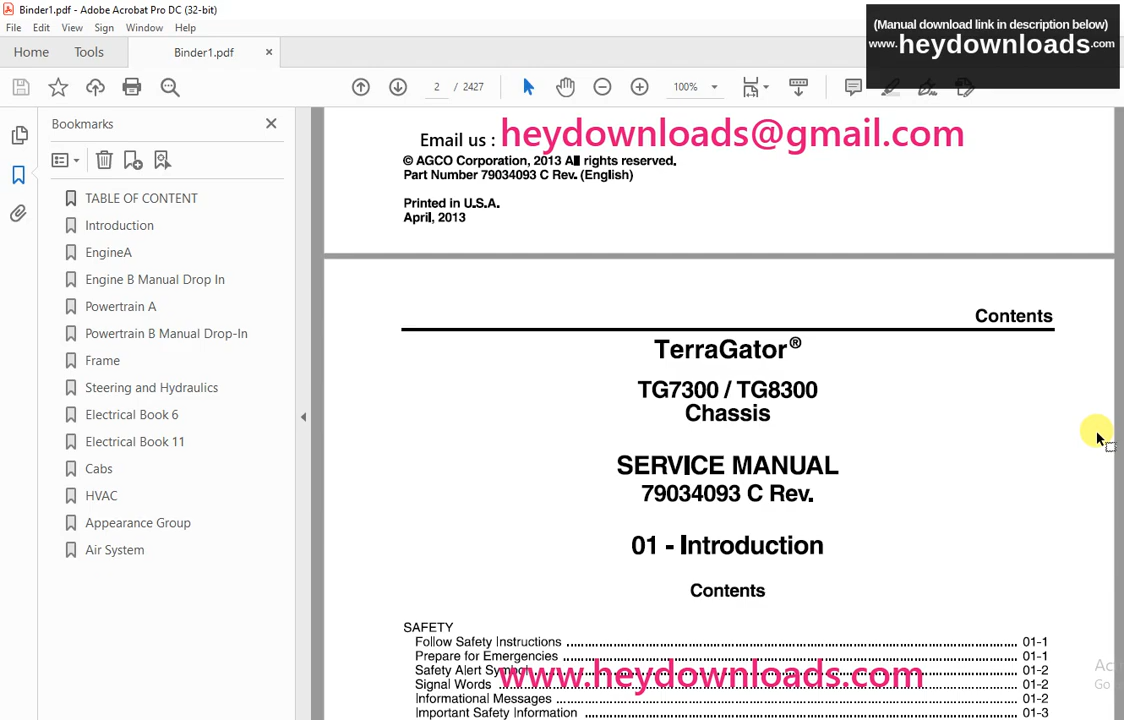 Binder1.pdf - Adobe Acrobat Pro DC (32-bit)
File Edit View Sign Window Help
(Manual download link in description below)
www.heydownloads.com
Home Tools Binder1.pdf
2 / 2427
100%
Bookmarks
TABLE OF CONTENT
Introduction
EngineA
Engine B Manual Drop In
Powertrain A
Powertrain B Manual Drop-In
Frame
Steering and Hydraulics
Electrical Book 6
Electrical Book 11
Cabs
HVAC
Appearance Group
Air System
Email us : heydownloads@gmail.com
© AGCO Corporation, 2013 All rights reserved.
Part Number 79034093 C Rev. (English)
Printed in U.S.A.
April, 2013
Contents
TerraGator®
TG7300 / TG8300
Chassis
SERVICE MANUAL
79034093 C Rev.
01 - Introduction
Contents
SAFETY
Follow Safety Instructions 01-1
Prepare for Emergencies 01-1
Safety Alert Symbol 01-2
www.heydownloads.com
Signal Words 01-2
Informational Messages 01-2
Important Safety Information 01-3
Go